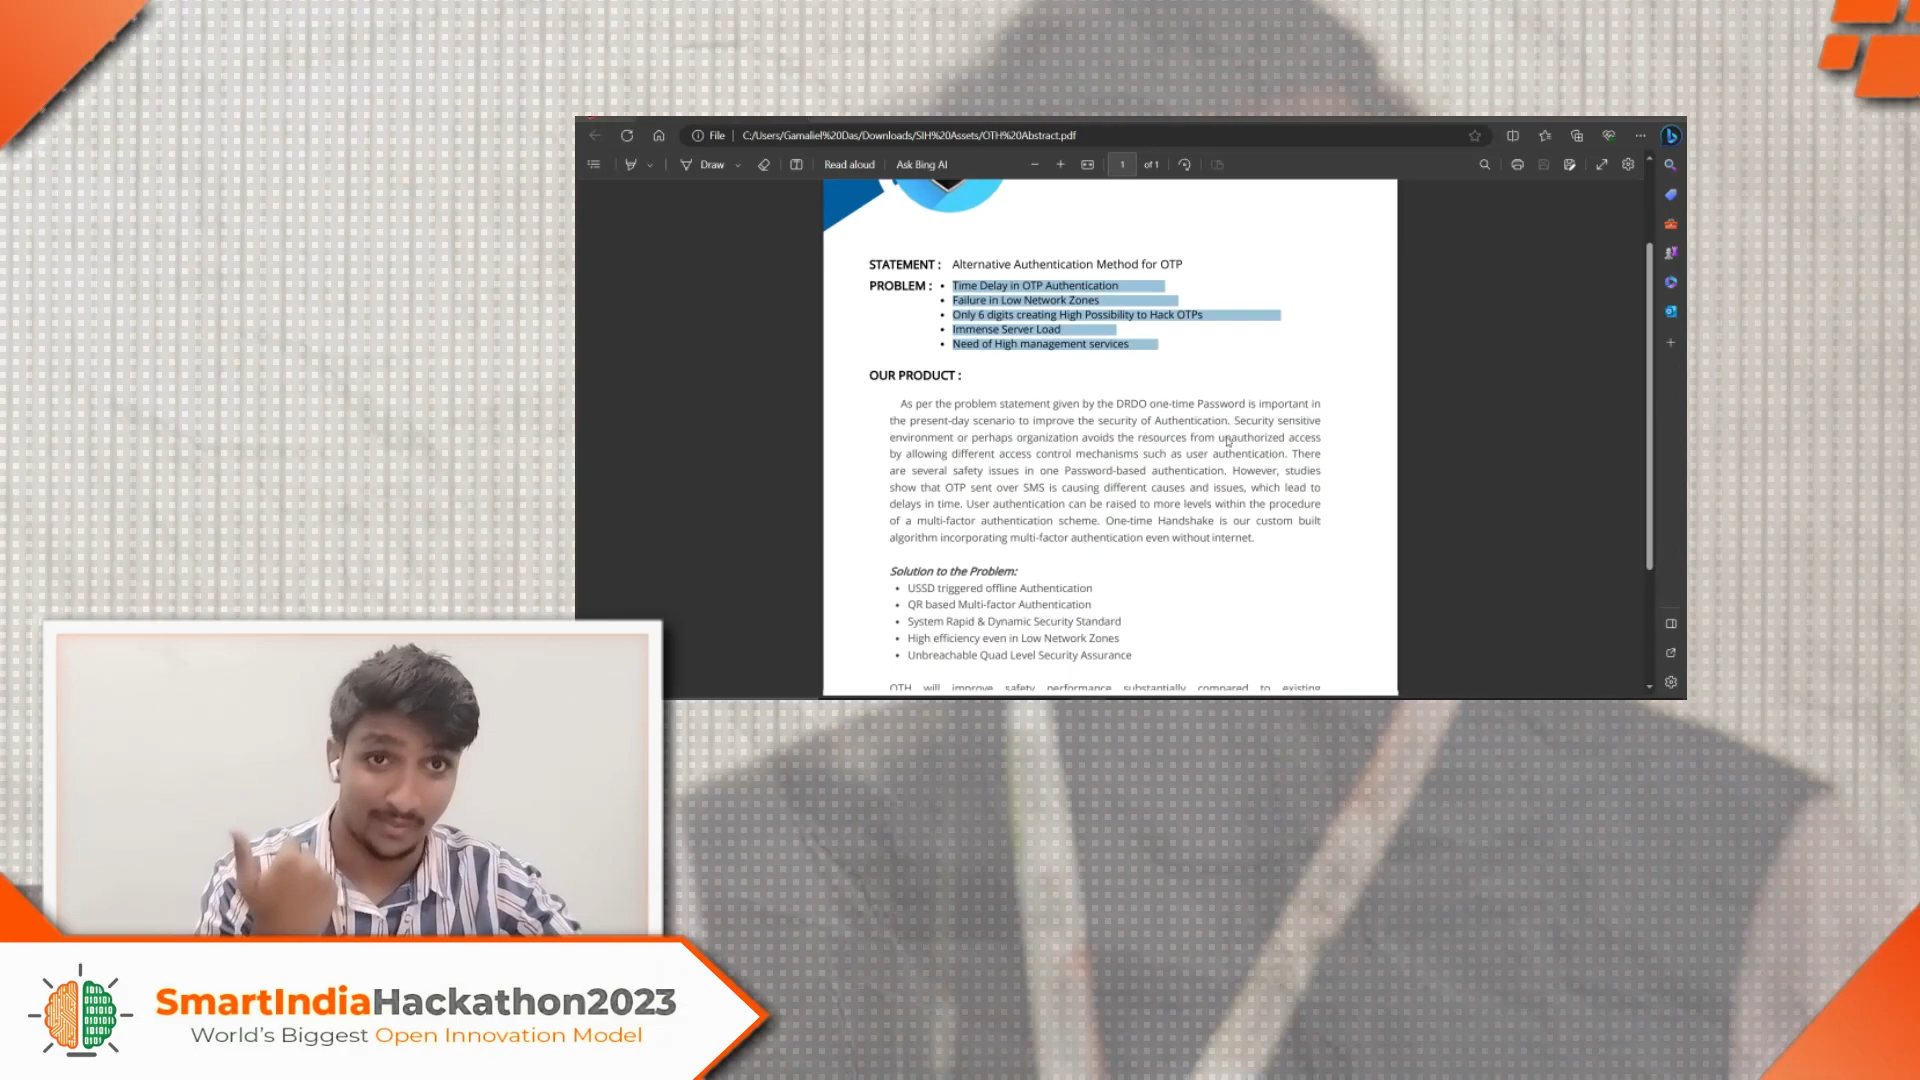 File C:/Users/Gamaliel%20Das/Downloads/SIH%20Assets/OTH%20Abstract.pdf
Draw Read aloud Ask Bing AI 1 of 1
STATEMENT : Alternative Authentication Method for OTP
PROBLEM : • Time Delay in OTP Authentication
• Failure in Low Network Zones
• Only 6 digits creating High Possibility to Hack OTPs
• Immense Server Load
• Need of High management services
OUR PRODUCT :
As per the problem statement given by the DRDO one-time Password is important in
the present-day scenario to improve the security of Authentication. Security sensitive
environment or perhaps organization avoids the resources from unauthorized access
by allowing different access control mechanisms such as user authentication. There
are several safety issues in one Password-based authentication. However, studies
show that OTP sent over SMS is causing different causes and issues, which lead to
delays in time. User authentication can be raised to more levels within the procedure
of a multi-factor authentication scheme. One-time Handshake is our custom built
algorithm incorporating multi-factor authentication even without internet.
Solution to the Problem:
• USSD triggered offline Authentication
• QR based Multi-factor Authentication
• System Rapid & Dynamic Security Standard
• High efficiency even in Low Network Zones
• Unbreachable Quad Level Security Assurance
OTH will improve safety performance substantially compared to existing
SmartIndiaHackathon2023
World's Biggest Open Innovation Model